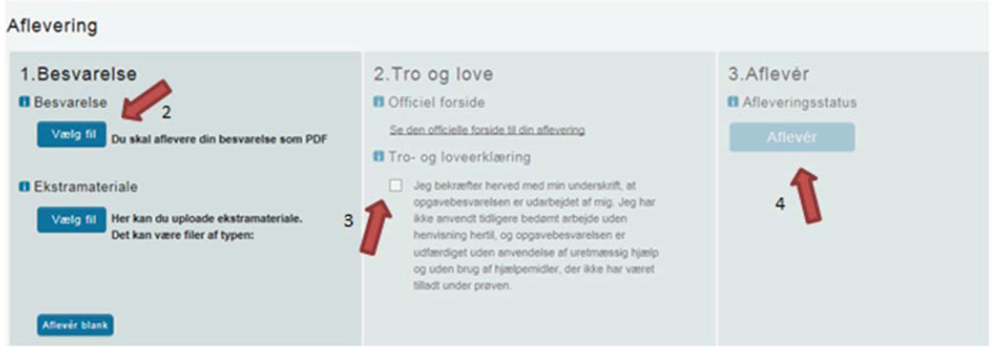 Aflevering
1.Besvarelse
Besvarelse
2
Vælg fil
Du skal aflevere din besvarelse som PDF
Ekstramateriale
Vælg fil
Her kan du uploade ekstramateriale.
Det kan være filer af typen:
Aflevér blank
2.Tro og love
Officiel forside
Se den officielle forside til din aflevering
Tro- og loveerklæring
3
Jeg bekræfter herved med min underskrift, at
opgavebesvarelsen er udarbejdet af mig. Jeg har
ikke anvendt tidligere bedømt arbejde uden
henvisning hertil, og opgavebesvarelsen er
udfærdiget uden anvendelse af uretmæssig hjælp
og uden brug af hjælpemidler, der ikke har været
tilladt under prøven.
3.Aflevér
Afleveringsstatus
Aflevér
4